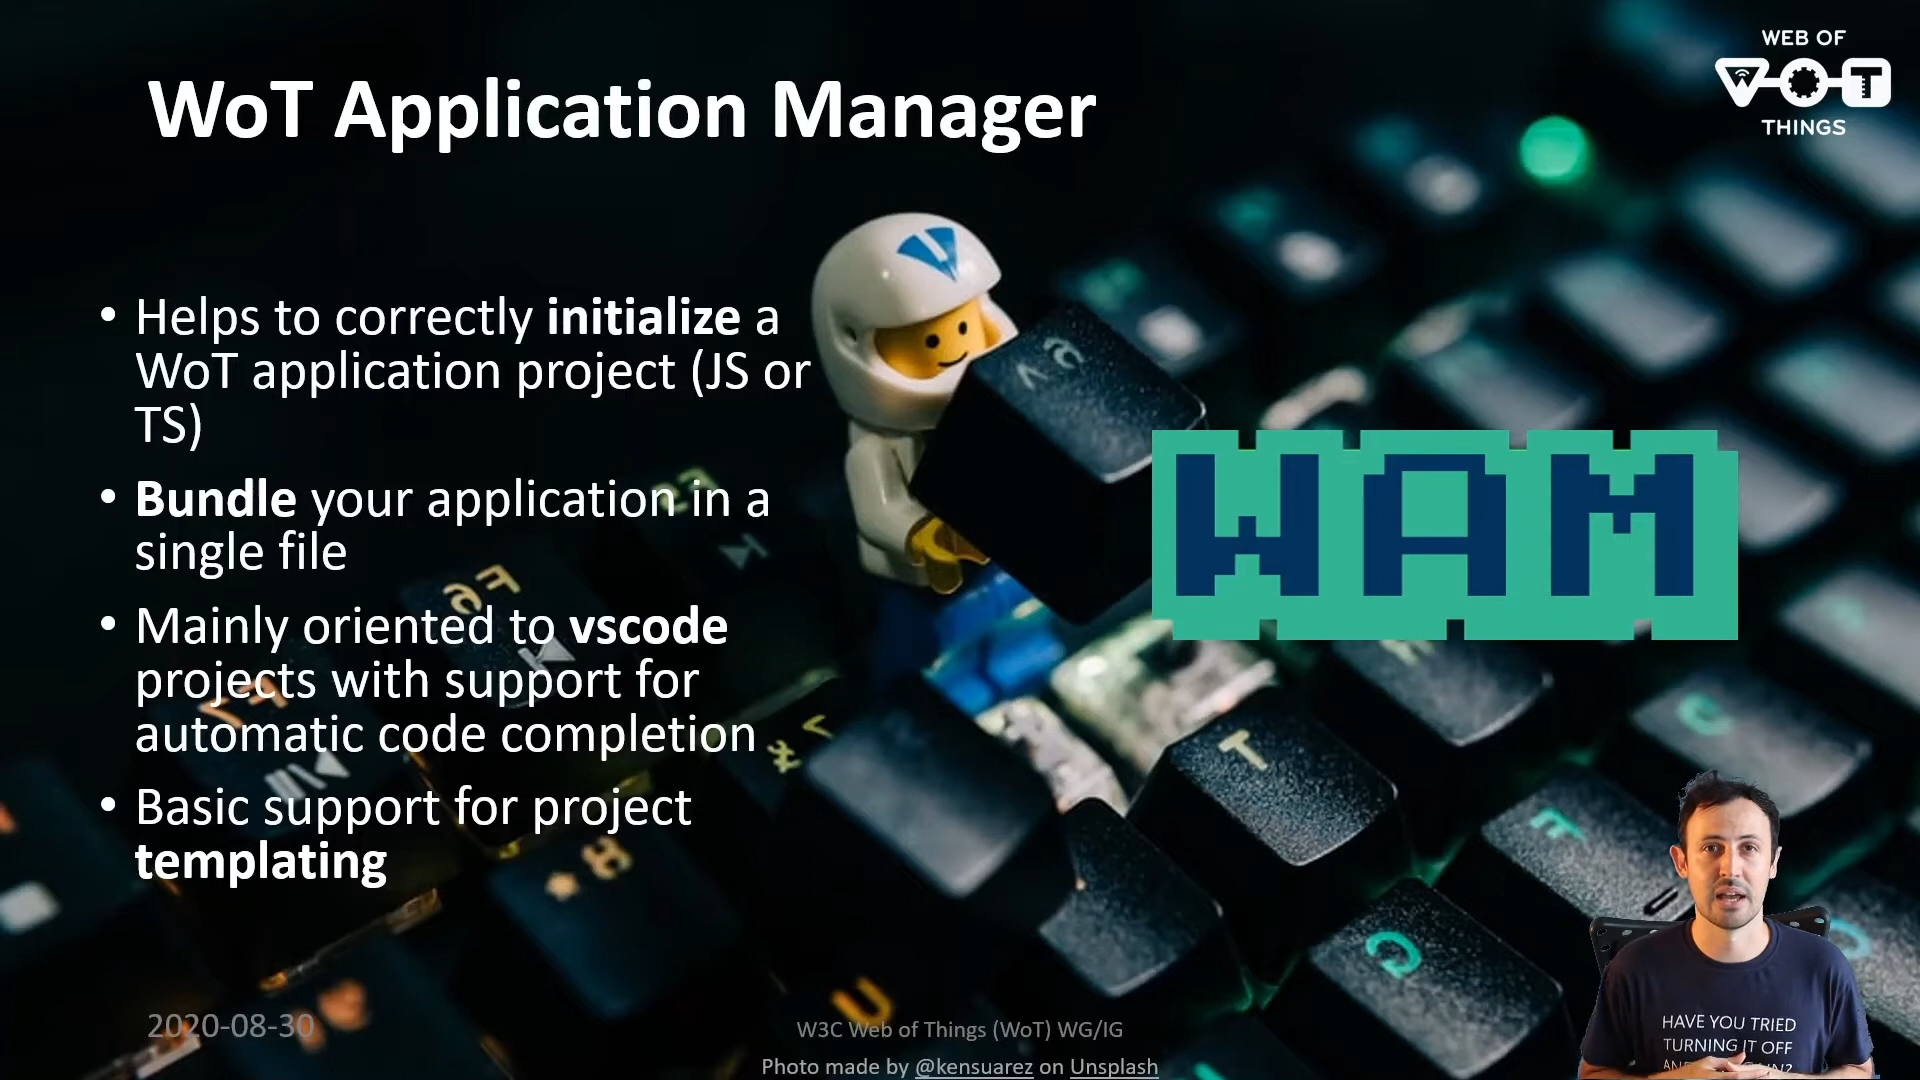 WEB OF
WOT
THINGS
WoT Application Manager
• Helps to correctly initialize a
WoT application project (JS or
TS)
• Bundle your application in a
single file
• Mainly oriented to vscode
projects with support for
automatic code completion
• Basic support for project
templating
WAM
HAVE YOU TRIED
TURNING IT OFF
2020-08-30
W3C Web of Things (WoT) WG/IG
Photo made by @kensuarez on Unsplash